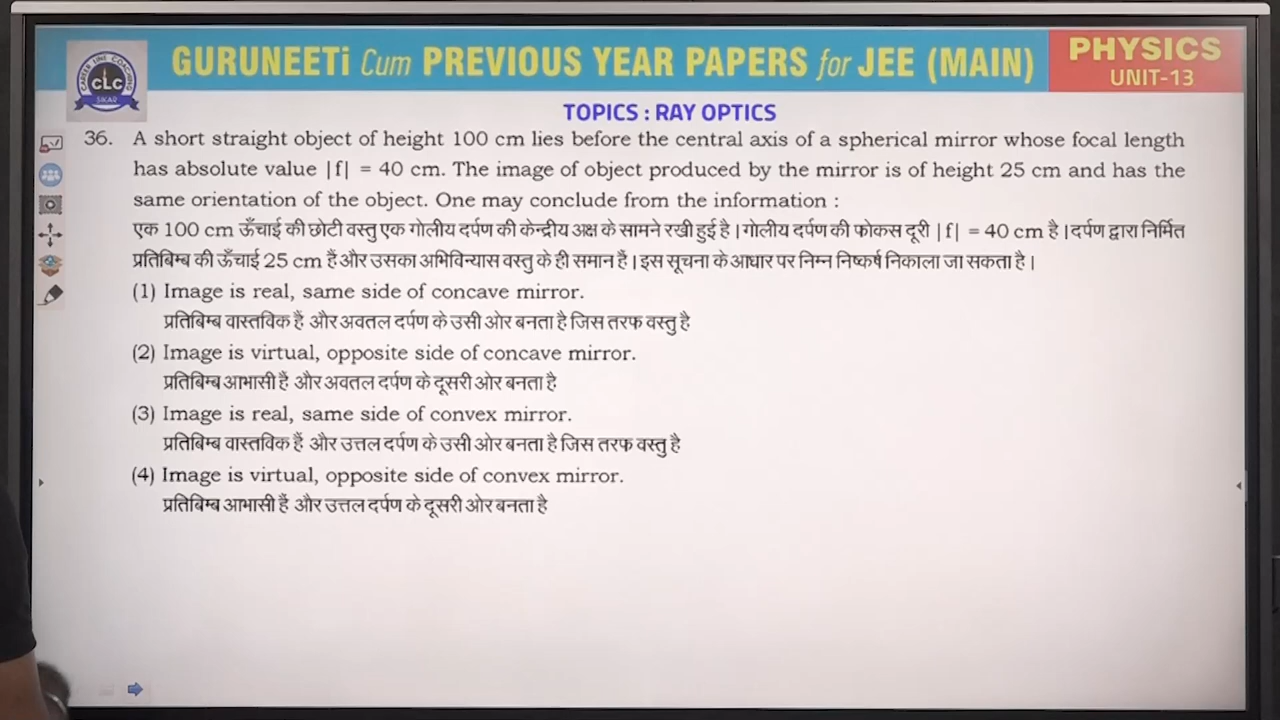 GURUNEETi Cum PREVIOUS YEAR PAPERS for JEE (MAIN)
PHYSICS
UNIT-13
CAREER LINE COACHING
CLC
SIKAR
TOPICS : RAY OPTICS
36. A short straight object of height 100 cm lies before the central axis of a spherical mirror whose focal length
has absolute value |f| = 40 cm. The image of object produced by the mirror is of height 25 cm and has the
same orientation of the object. One may conclude from the information :
एक 100 cm ऊँचाई की छोटी वस्तु एक गोलीय दर्पण की केन्द्रीय अक्ष के सामने रखी हुई है। गोलीय दर्पण की फोकस दूरी |f| = 40 cm है। दर्पण द्वारा निर्मित
प्रतिबिम्ब की ऊँचाई 25 cm हैं और उसका अभिविन्यास वस्तु के ही समान हैं। इस सूचना के आधार पर निम्न निष्कर्ष निकाला जा सकता है।
(1) Image is real, same side of concave mirror.
प्रतिबिम्ब वास्तविक हैं और अवतल दर्पण के उसी ओर बनता है जिस तरफ वस्तु है
(2) Image is virtual, opposite side of concave mirror.
प्रतिबिम्ब आभासी हैं और अवतल दर्पण के दूसरी ओर बनता है
(3) Image is real, same side of convex mirror.
प्रतिबिम्ब वास्तविक हैं और उत्तल दर्पण के उसी ओर बनता है जिस तरफ वस्तु है
(4) Image is virtual, opposite side of convex mirror.
प्रतिबिम्ब आभासी हैं और उत्तल दर्पण के दूसरी ओर बनता है